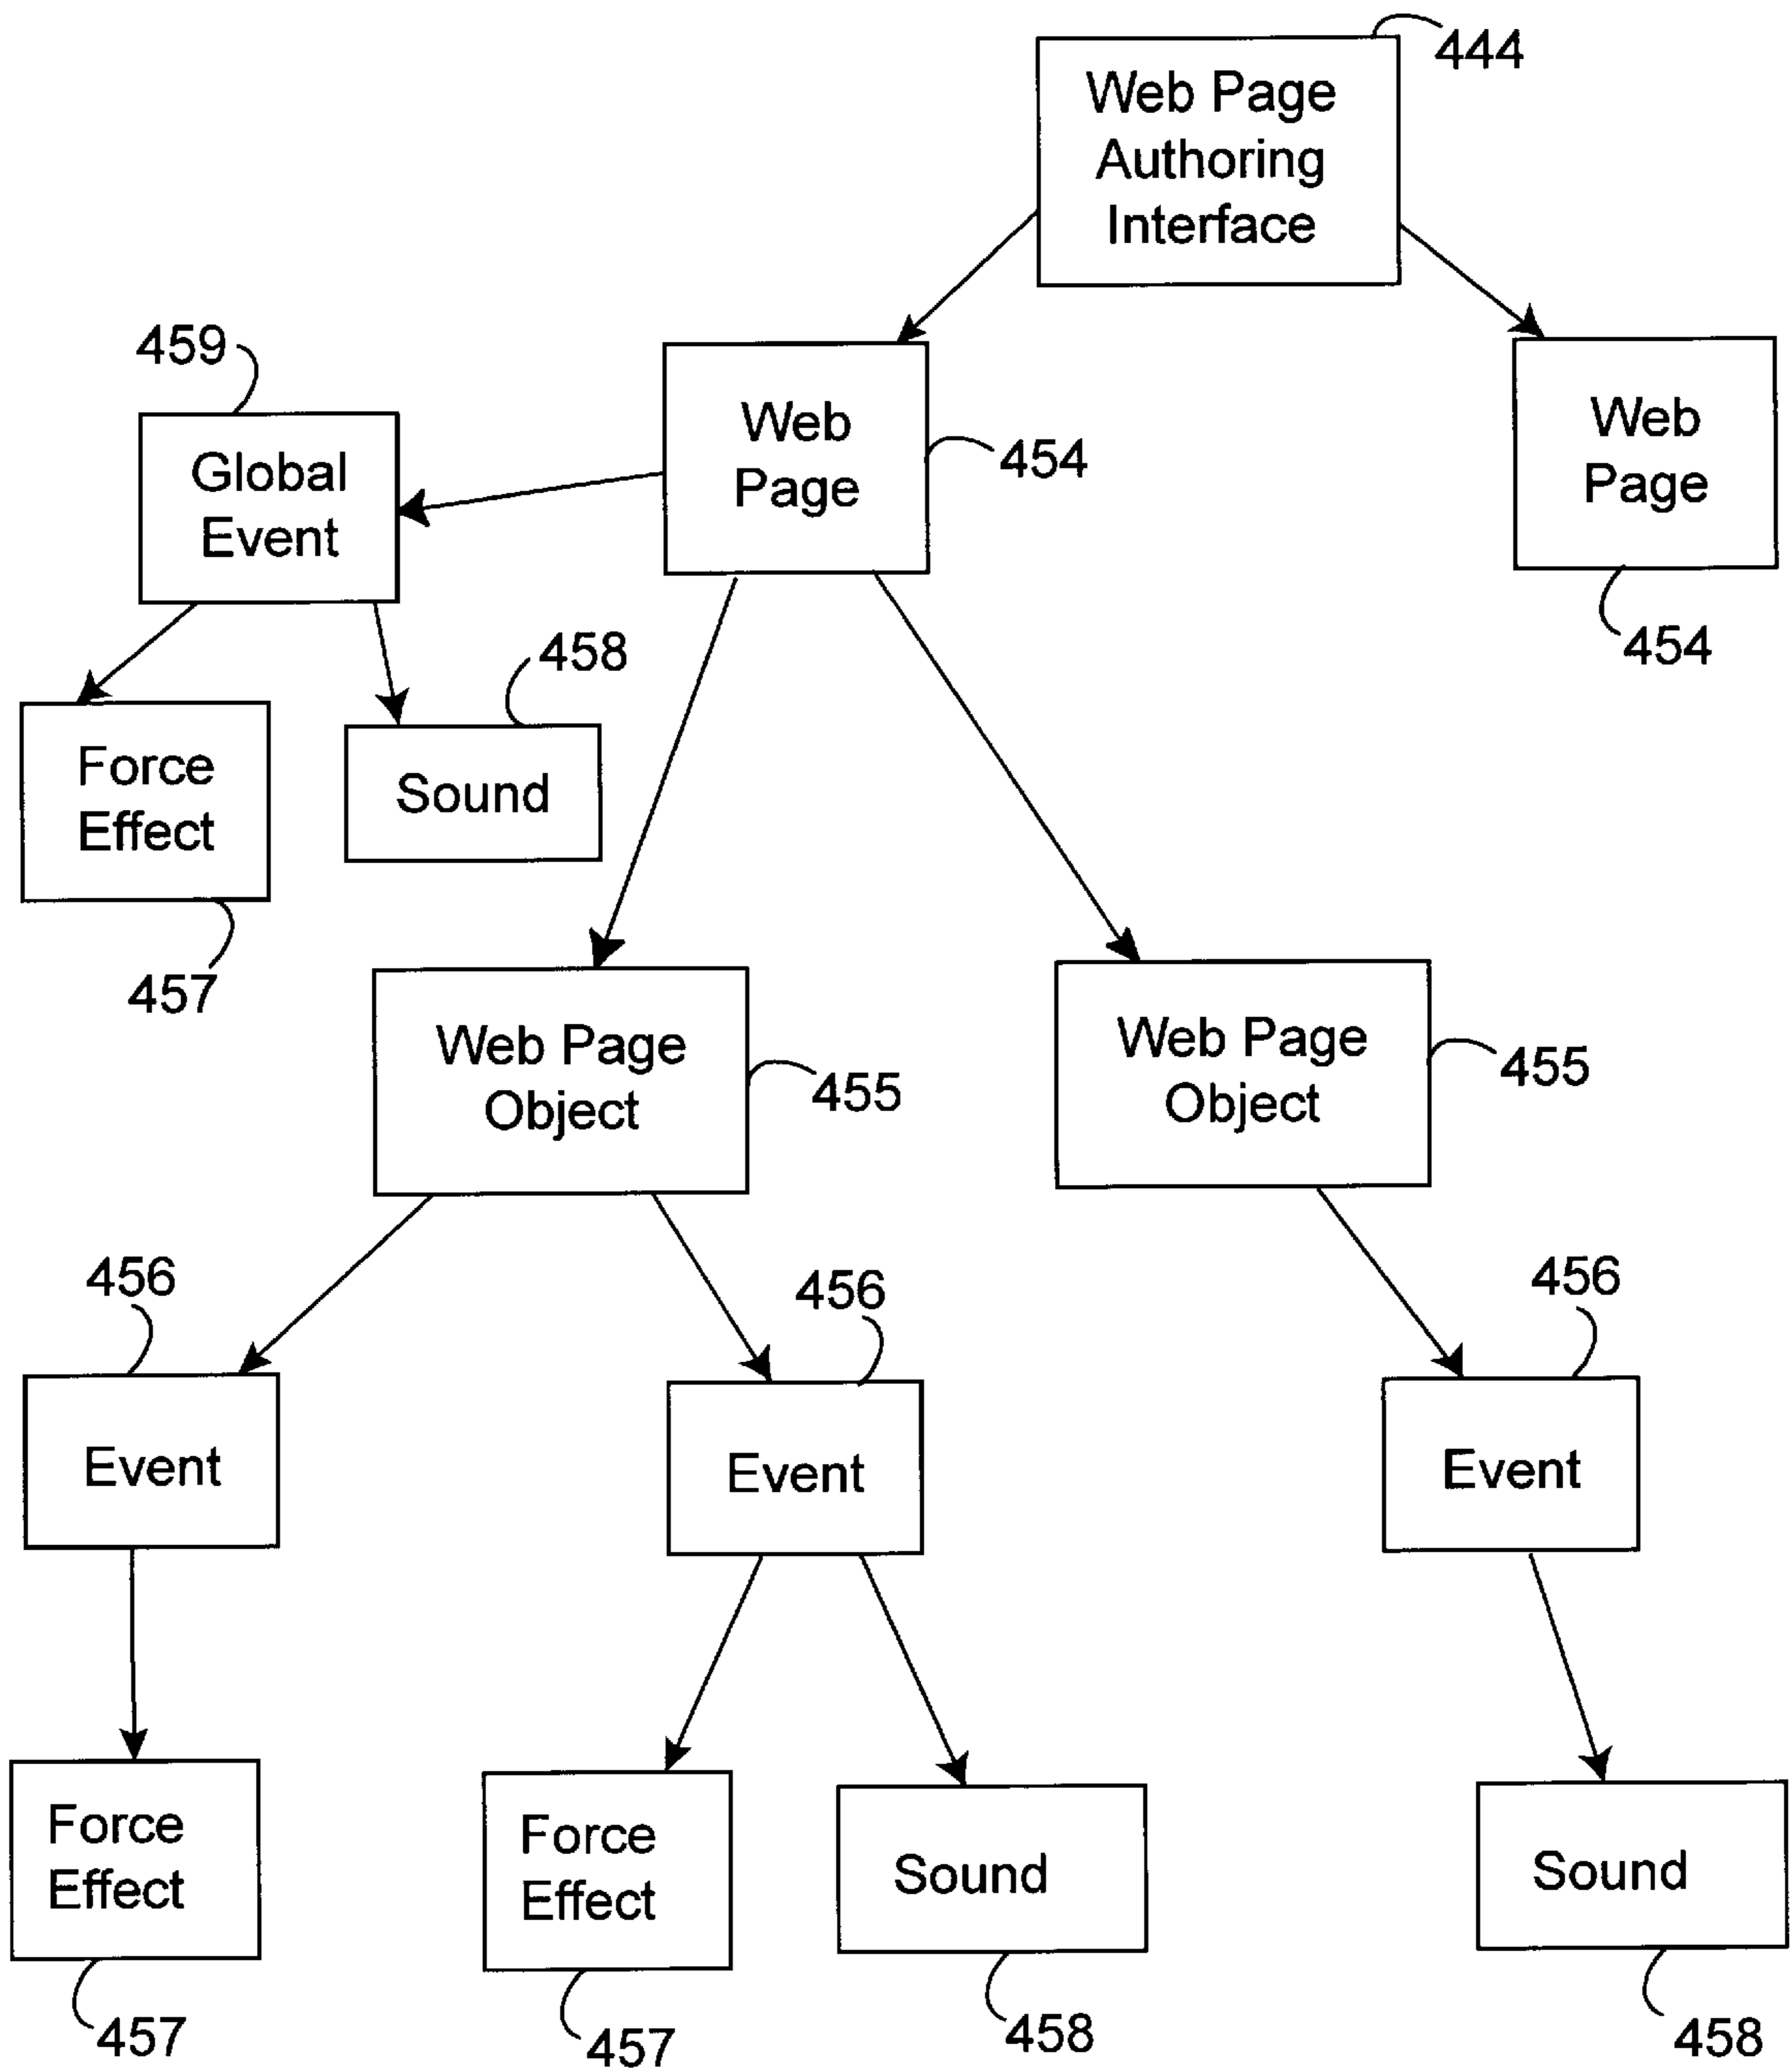 444
Web Page
Authoring
Interface
459
Global
Event
Web
Page
454
Web
Page
454
458
Force
Effect
Sound
457
Web Page
Object
455
Web Page
Object
455
456
456
456
Event
Event
Event
Force
Effect
Force
Effect
Sound
Sound
457
457
458
458